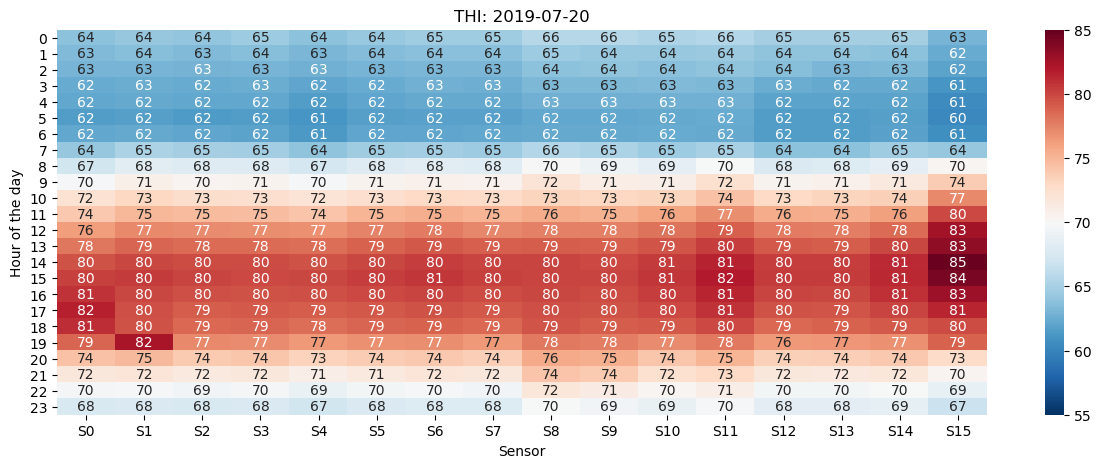 THI: 2019-07-20
Hour of the day
0 64 64 64 65 64 64 65 65 66 66 65 66 65 65 65 63
1 63 64 63 64 63 64 64 64 65 64 64 64 64 64 64 62
2 63 63 63 63 63 63 63 63 64 64 64 64 64 63 63 62
3 62 63 62 63 62 62 63 63 63 63 63 63 63 62 62 61
4 62 62 62 62 62 62 62 62 63 63 63 63 62 62 62 61
5 62 62 62 62 61 62 62 62 62 62 62 62 62 62 62 60
6 62 62 62 62 61 62 62 62 62 62 62 62 62 62 62 61
7 64 65 65 65 64 65 65 65 66 65 65 65 64 64 65 64
8 67 68 68 68 67 68 68 68 70 69 69 70 68 68 69 70
9 70 71 70 71 70 71 71 71 72 71 71 72 71 71 71 74
10 72 73 73 73 72 73 73 73 73 73 73 74 73 73 74 77
11 74 75 75 75 74 75 75 75 76 75 76 77 76 75 76 80
12 76 77 77 77 77 77 78 77 78 78 78 79 78 78 78 83
13 78 79 78 78 78 79 79 79 79 79 79 80 79 79 80 83
14 80 80 80 80 80 80 80 80 80 80 81 81 80 80 81 85
15 80 80 80 80 80 80 81 80 80 80 81 82 80 80 81 84
16 81 80 80 80 80 80 80 80 80 80 80 81 80 80 81 83
17 82 80 79 79 79 79 79 79 80 80 80 81 80 79 80 81
18 81 80 79 79 78 79 79 79 79 79 79 80 79 79 79 80
19 79 82 77 77 77 77 77 77 78 78 77 78 76 77 77 79
20 74 75 74 74 73 74 74 74 76 75 74 75 74 74 74 73
21 72 72 72 72 71 71 72 72 74 74 72 73 72 72 72 70
22 70 70 69 70 69 70 70 70 72 71 70 71 70 70 70 69
23 68 68 68 68 67 68 68 68 70 69 69 70 68 68 69 67
S0 S1 S2 S3 S4 S5 S6 S7 S8 S9 S10 S11 S12 S13 S14 S15
Sensor
85
80
75
70
65
60
55